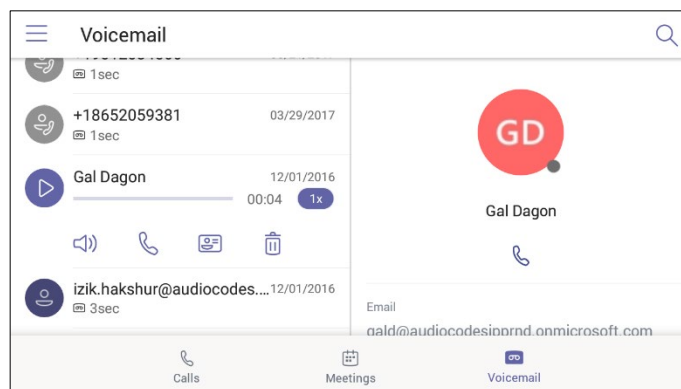 Voicemail
1sec
+18652059381 03/29/2017
1sec
Gal Dagon 12/01/2016
00:04 1x
izik.hakshur@audiocodes.... 12/01/2016
3sec
GD
Gal Dagon
Email
gald@audiocodesipprnd.onmicrosoft.com
Calls Meetings Voicemail